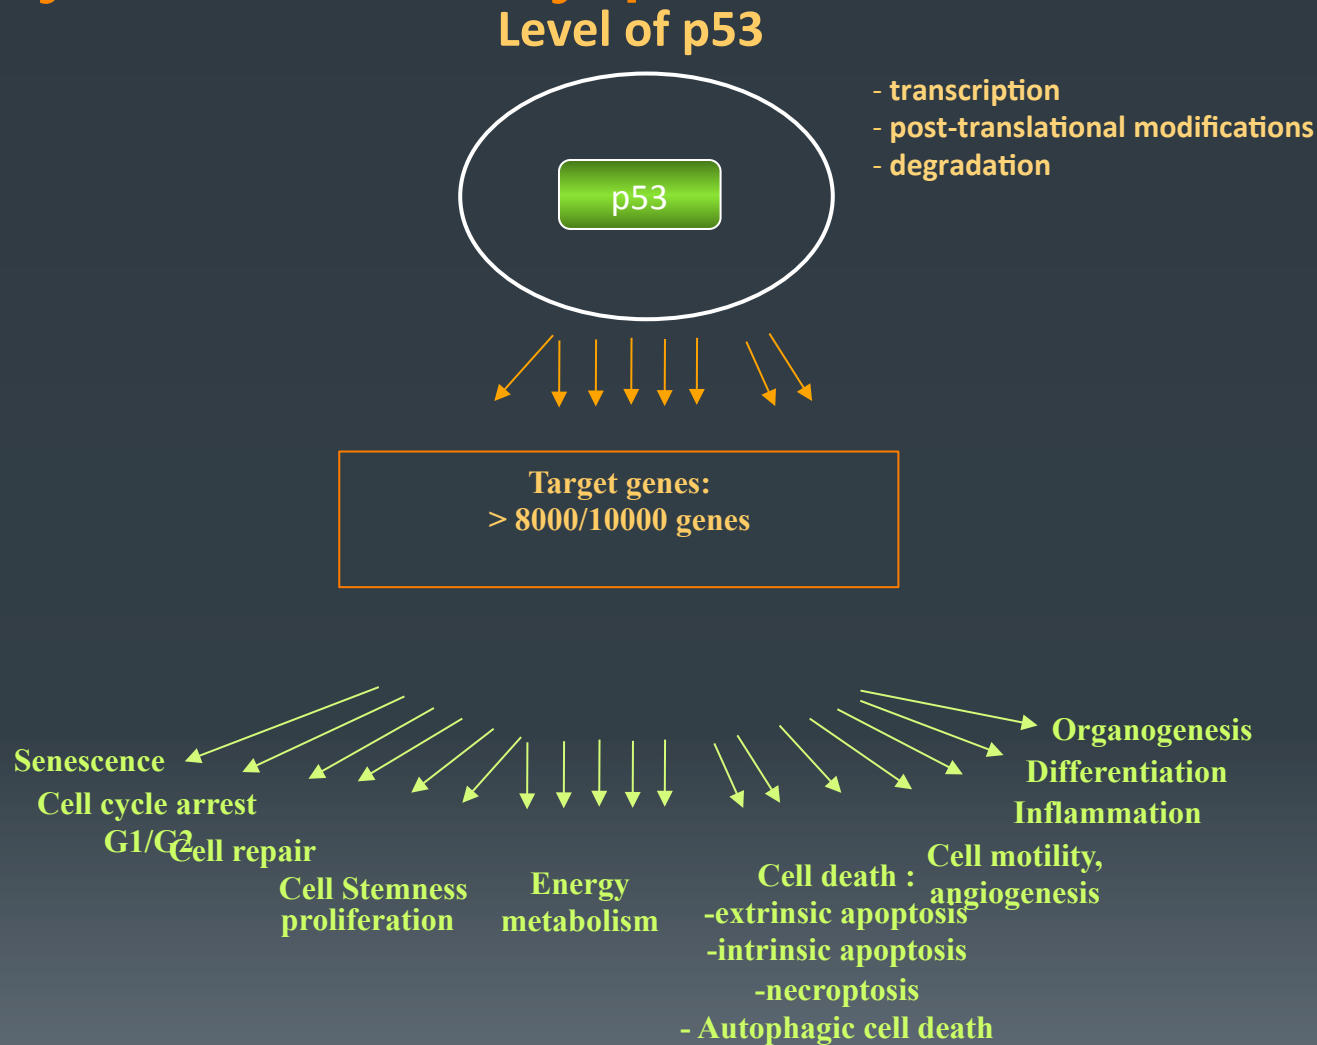 Level of p53
- transcription
- post-translational modifications
- degradation
p53
Target genes:
> 8000/10000 genes
Senescence
Cell cycle arrest
G1/G2
Cell repair
Cell Stemness
proliferation
Energy
metabolism
Cell death :
-extrinsic apoptosis
-intrinsic apoptosis
-necroptosis
- Autophagic cell death
Cell motility,
angiogenesis
Inflammation
Differentiation
Organogenesis